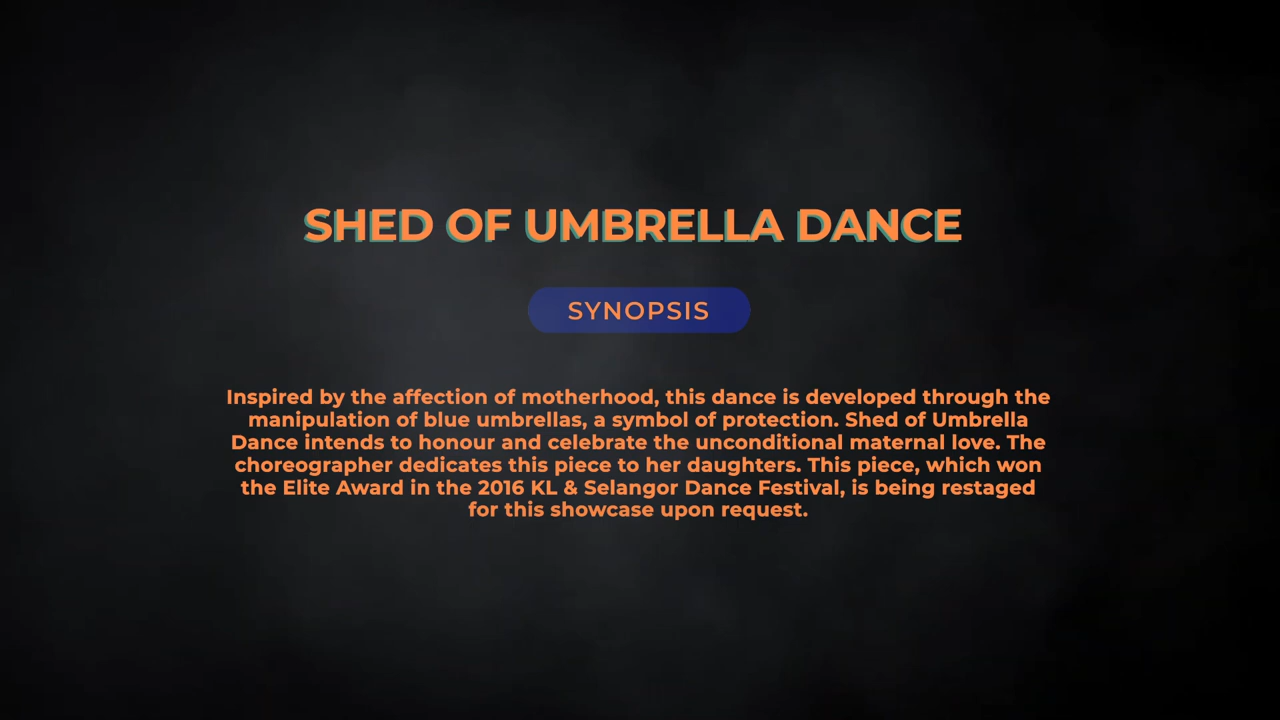 SHED OF UMBRELLA DANCE
SYNOPSIS
Inspired by the affection of motherhood, this dance is developed through the
manipulation of blue umbrellas, a symbol of protection. Shed of Umbrella
Dance intends to honour and celebrate the unconditional maternal love. The
choreographer dedicates this piece to her daughters. This piece, which won
the Elite Award in the 2016 KL & Selangor Dance Festival, is being restaged
for this showcase upon request.